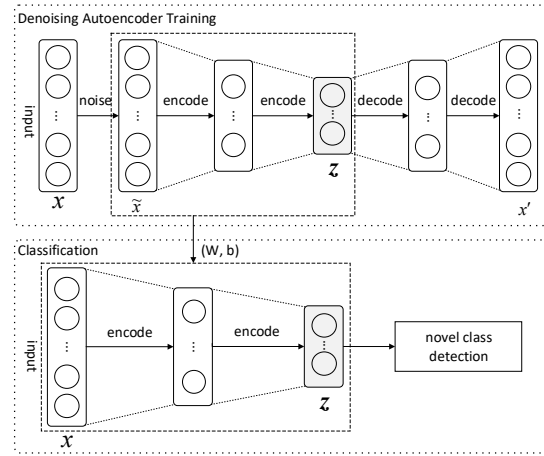 Denoising Autoencoder Training
input
noise
encode
encode
decode
decode
x
x̃
z
x′
(W, b)
Classification
input
encode
encode
novel class
detection
x
z